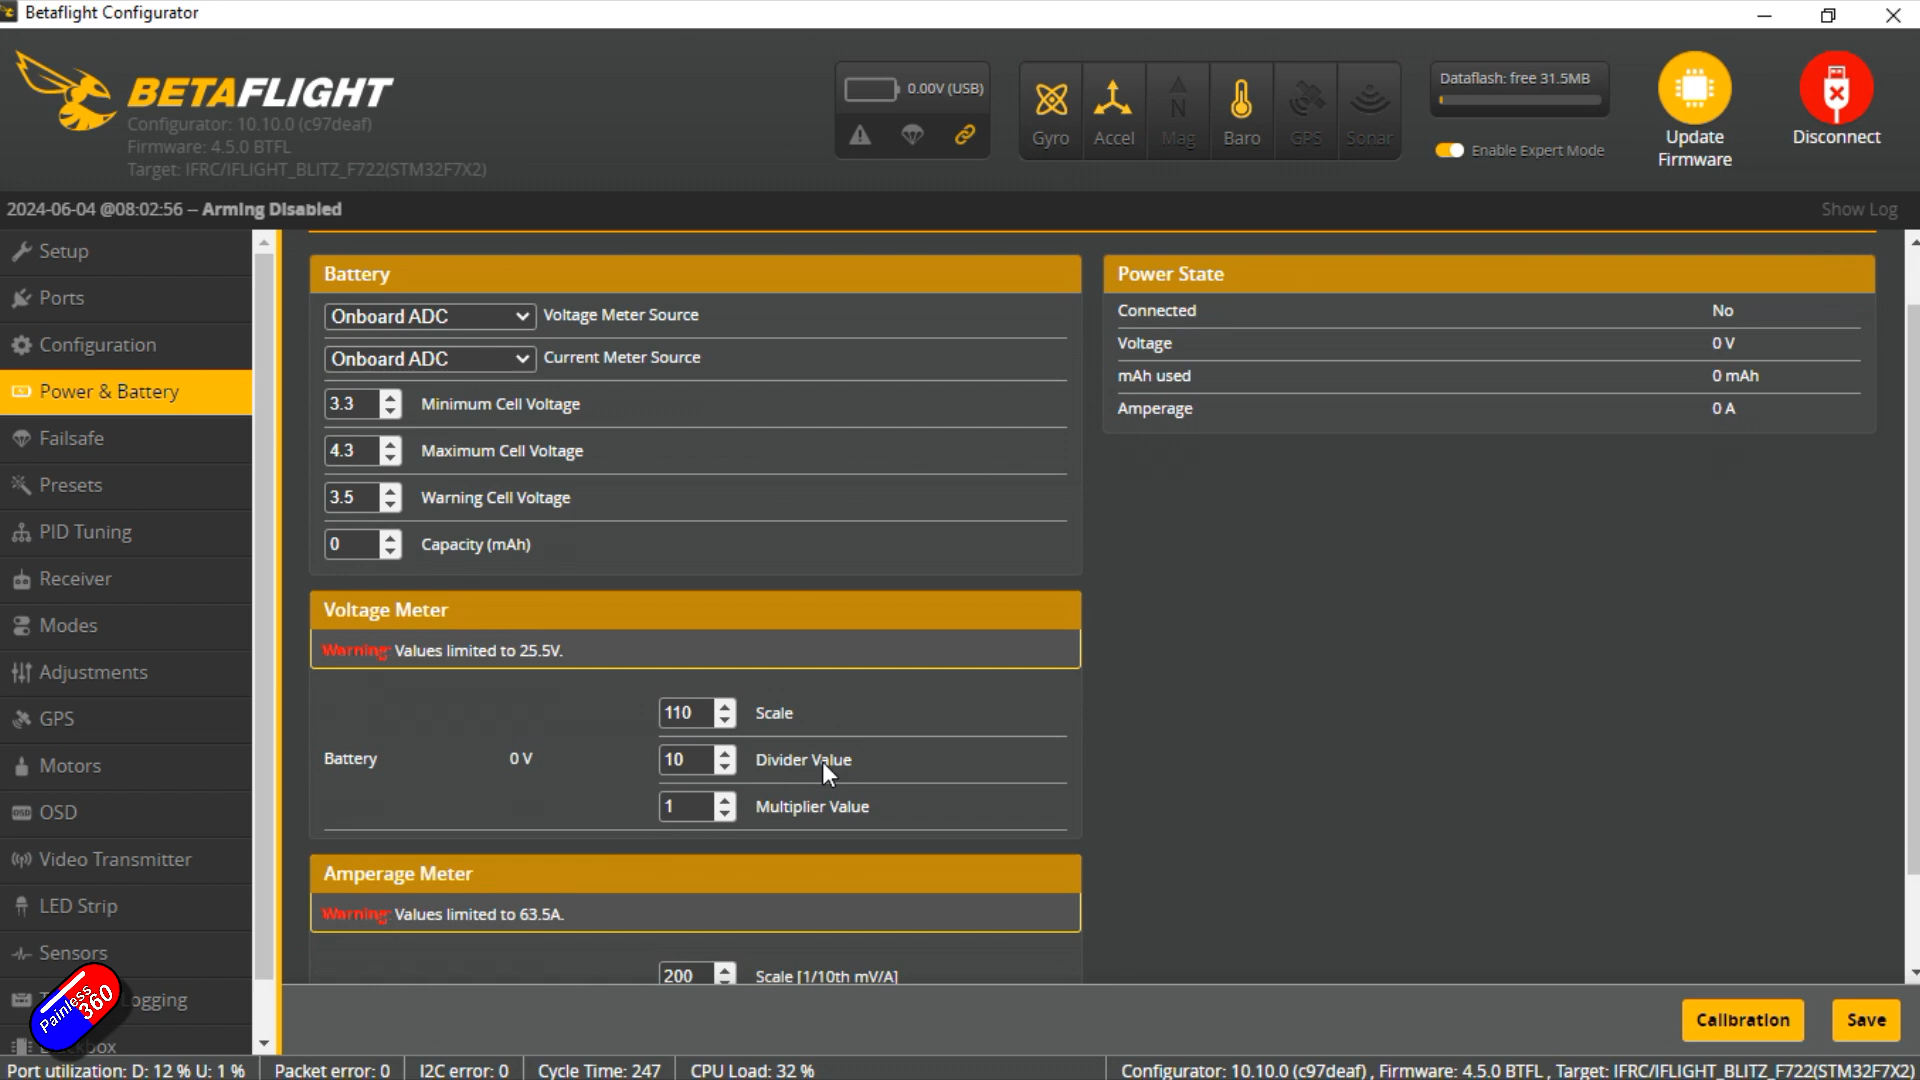 Betaflight Configurator
BETAFLIGHT
Configurator: 10.10.0 (c97deaf)
Firmware: 4.5.0 BTFL
Target: IFRC/IFLIGHT_BLITZ_F722(STM32F7X2)
0.00V (USB)
Gyro
Accel
N
Mag
Baro
GPS
Sonar
Dataflash: free 31.5MB
Enable Expert Mode
Update
Firmware
Disconnect
2024-06-04 @08:02:56 -- Arming Disabled
Show Log
Setup
Ports
Configuration
Power & Battery
Failsafe
Presets
PID Tuning
Receiver
Modes
Adjustments
GPS
Motors
OSD
Video Transmitter
LED Strip
Sensors
Logging
Painless
360
Battery
Onboard ADC Voltage Meter Source
Onboard ADC Current Meter Source
3.3 Minimum Cell Voltage
4.3 Maximum Cell Voltage
3.5 Warning Cell Voltage
0 Capacity (mAh)
Voltage Meter
Warning: Values limited to 25.5V.
110 Scale
Battery 0 V 10 Divider Value
1 Multiplier Value
Amperage Meter
Warning: Values limited to 63.5A.
200 Scale [1/10th mV/A]
Power State
Connected No
Voltage 0 V
mAh used 0 mAh
Amperage 0 A
Calibration
Save
Port utilization: D: 12 % U: 1 %
Packet error: 0
I2C error: 0
Cycle Time: 247
CPU Load: 32 %
Configurator: 10.10.0 (c97deaf) , Firmware: 4.5.0 BTFL , Target: IFRC/IFLIGHT_BLITZ_F722(STM32F7X2)